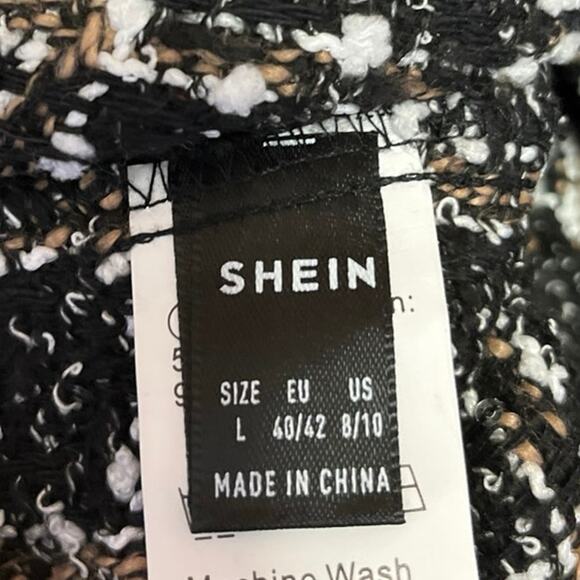 SHEIN
SIZE EU US
L 40/42 8/10
MADE IN CHINA
Machine Wash